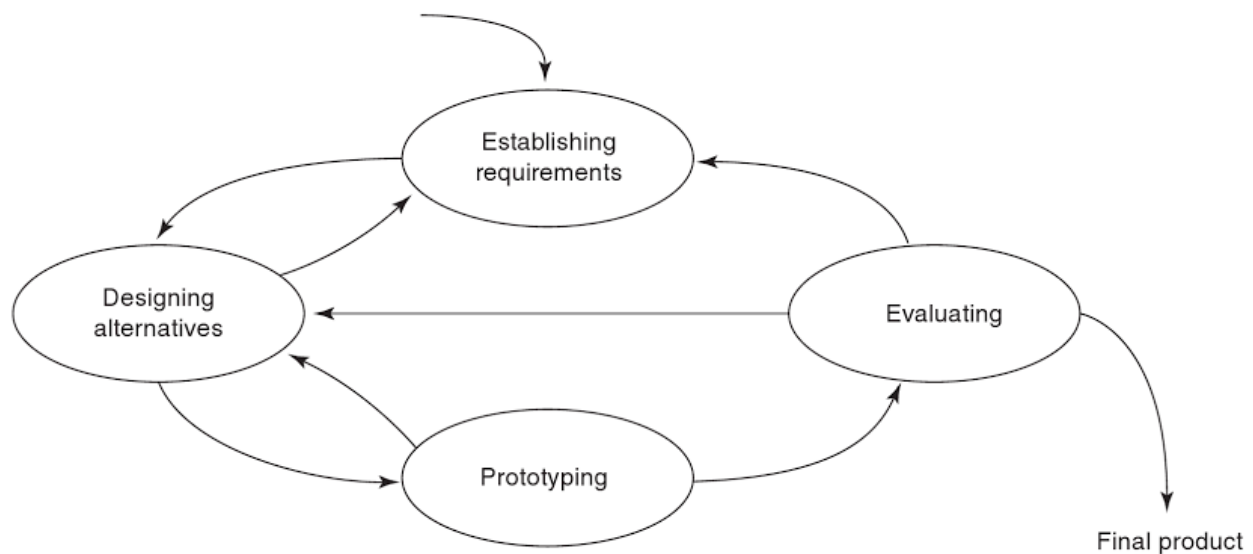 Establishing
requirements
Designing
alternatives
Evaluating
Prototyping
Final product